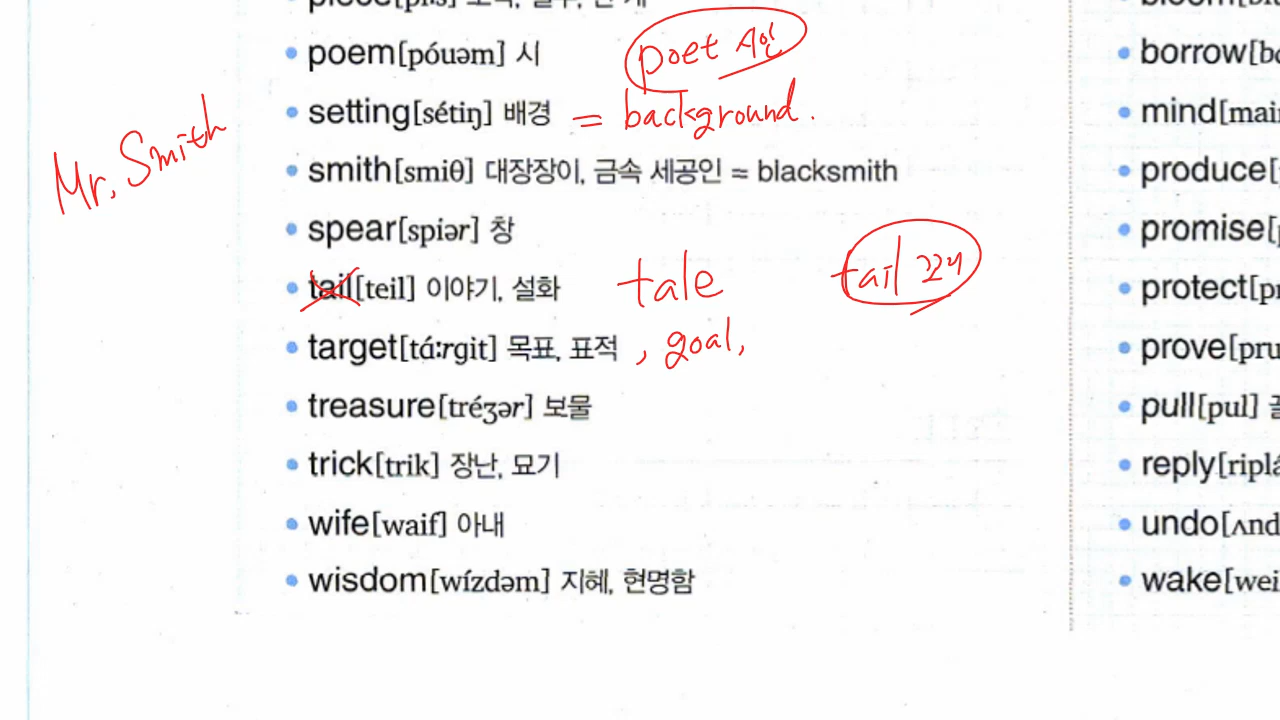 poem[póuəm] 시 poet 시인
setting[sétiŋ] 배경 = background.
Mr. Smith
smith[smiθ] 대장장이, 금속 세공인 ≈ blacksmith
spear[spiər] 창
tail[teil] 이야기, 설화 tale tail 꼬리
target[tá:rgit] 목표, 표적 , goal,
treasure[tréʒər] 보물
trick[trik] 장난, 묘기
wife[waif] 아내
wisdom[wízdəm] 지혜, 현명함
borrow
mind
produce
promise
protect
prove
pull[pul]
reply
undo
wake